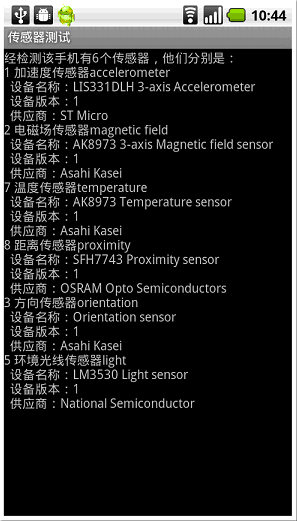 10:44
传感器测试
经检测该手机有6个传感器，他们分别是：
1 加速度传感器accelerometer
设备名称：LIS331DLH 3-axis Accelerometer
设备版本：1
供应商：ST Micro
2 电磁场传感器magnetic field
设备名称：AK8973 3-axis Magnetic field sensor
设备版本：1
供应商：Asahi Kasei
7 温度传感器temperature
设备名称：AK8973 Temperature sensor
设备版本：1
供应商：Asahi Kasei
8 距离传感器proximity
设备名称：SFH7743 Proximity sensor
设备版本：1
供应商：OSRAM Opto Semiconductors
3 方向传感器orientation
设备名称：Orientation sensor
设备版本：1
供应商：Asahi Kasei
5 环境光线传感器light
设备名称：LM3530 Light sensor
设备版本：1
供应商：National Semiconductor